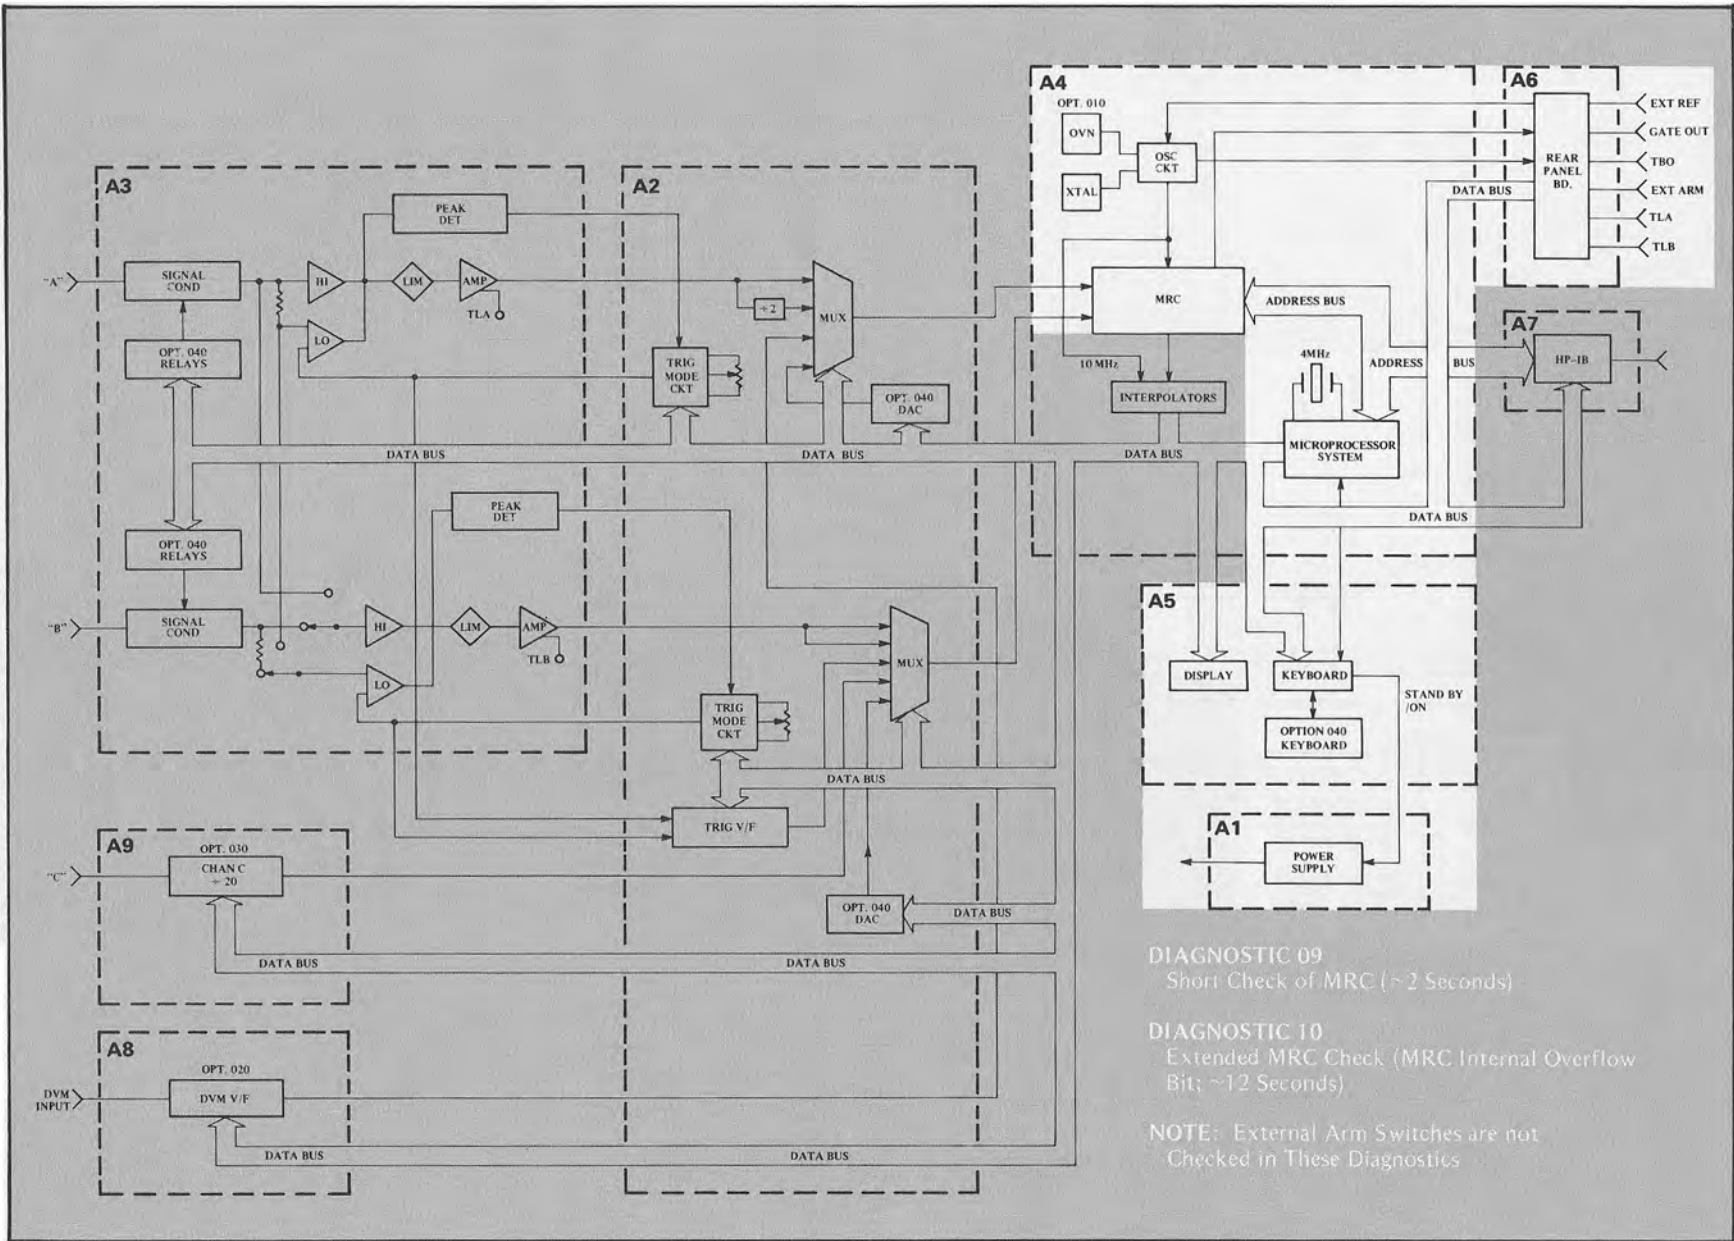 A4
OPT. 010
OVN
XTAL
OSC
CKT
A6
REAR
PANEL
BD.
EXT REF
GATE OUT
TBO
EXT ARM
TLA
TLB
DATA BUS
MRC
ADDRESS BUS
10 MHz
INTERPOLATORS
4MHz
ADDRESS
BUS
MICROPROCESSOR
SYSTEM
DATA BUS
DATA BUS
A7
HP-IB
A3
"A"
SIGNAL
COND
OPT. 040
RELAYS
PEAK
DET
HI
LIM
AMP
TLA
LO
DATA BUS
PEAK
DET
OPT. 040
RELAYS
"B"
SIGNAL
COND
HI
LIM
AMP
TLB
LO
A2
÷2
MUX
TRIG
MODE
CKT
OPT. 040
DAC
DATA BUS
MUX
TRIG
MODE
CKT
DATA BUS
TRIG V/F
OPT. 040
DAC
DATA BUS
A5
DISPLAY
KEYBOARD
OPTION 040
KEYBOARD
STAND BY
/ON
A1
POWER
SUPPLY
A9
OPT. 030
"C"
CHAN C
÷ 20
DATA BUS
DATA BUS
A8
OPT. 020
DVM
INPUT
DVM V/F
DATA BUS
DATA BUS
DIAGNOSTIC 09
Short Check of MRC (~2 Seconds)
DIAGNOSTIC 10
Extended MRC Check (MRC Internal Overflow
Bit; ~12 Seconds)
NOTE: External Arm Switches are not
Checked in These Diagnostics